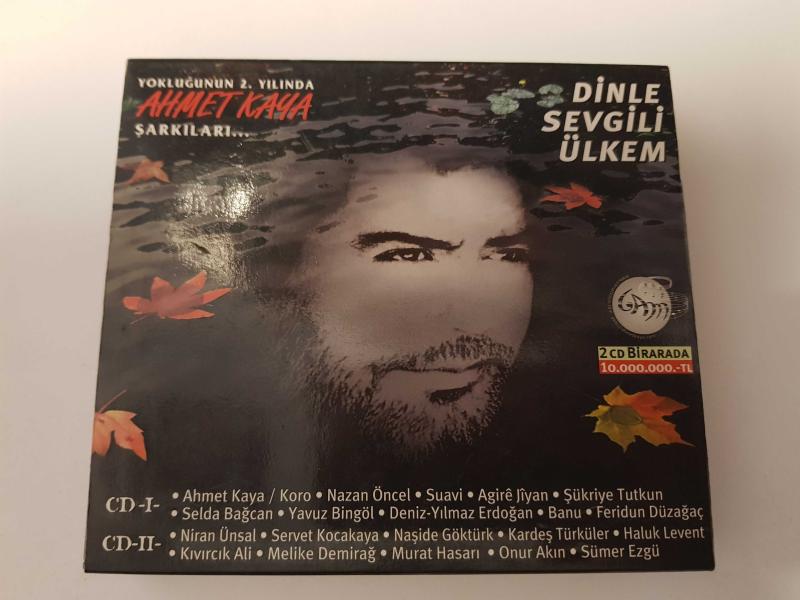 YOKLUĞUNUN 2. YILINDA
AHMET KAYA
ŞARKILARI...
DİNLE
SEVGİLİ
ÜLKEM
GAM
2 CD BİRARADA
10.000.000.-TL
CD -I-
• Ahmet Kaya / Koro • Nazan Öncel • Suavi • Agirê Jîyan • Şükriye Tutkun
• Selda Bağcan • Yavuz Bingöl • Deniz-Yılmaz Erdoğan • Banu • Feridun Düzağaç
CD-II-
• Niran Ünsal • Servet Kocakaya • Naşide Göktürk • Kardeş Türküler • Haluk Levent
• Kıvırcık Ali • Melike Demirağ • Murat Hasarı • Onur Akın • Sümer Ezgü